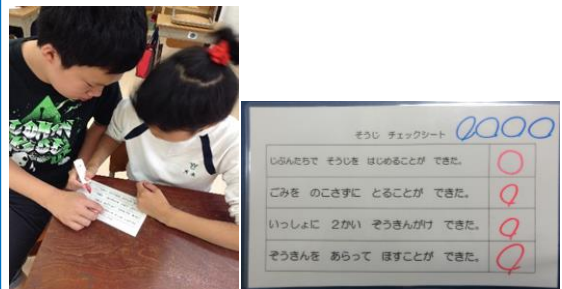 そうじ チェックシート
じぶんたちで そうじを はじめることが できた。
ごみを のこさずに とることが できた。
いっしょに 2かい ぞうきんがけ できた。
ぞうきんを あらって ほすことが できた。